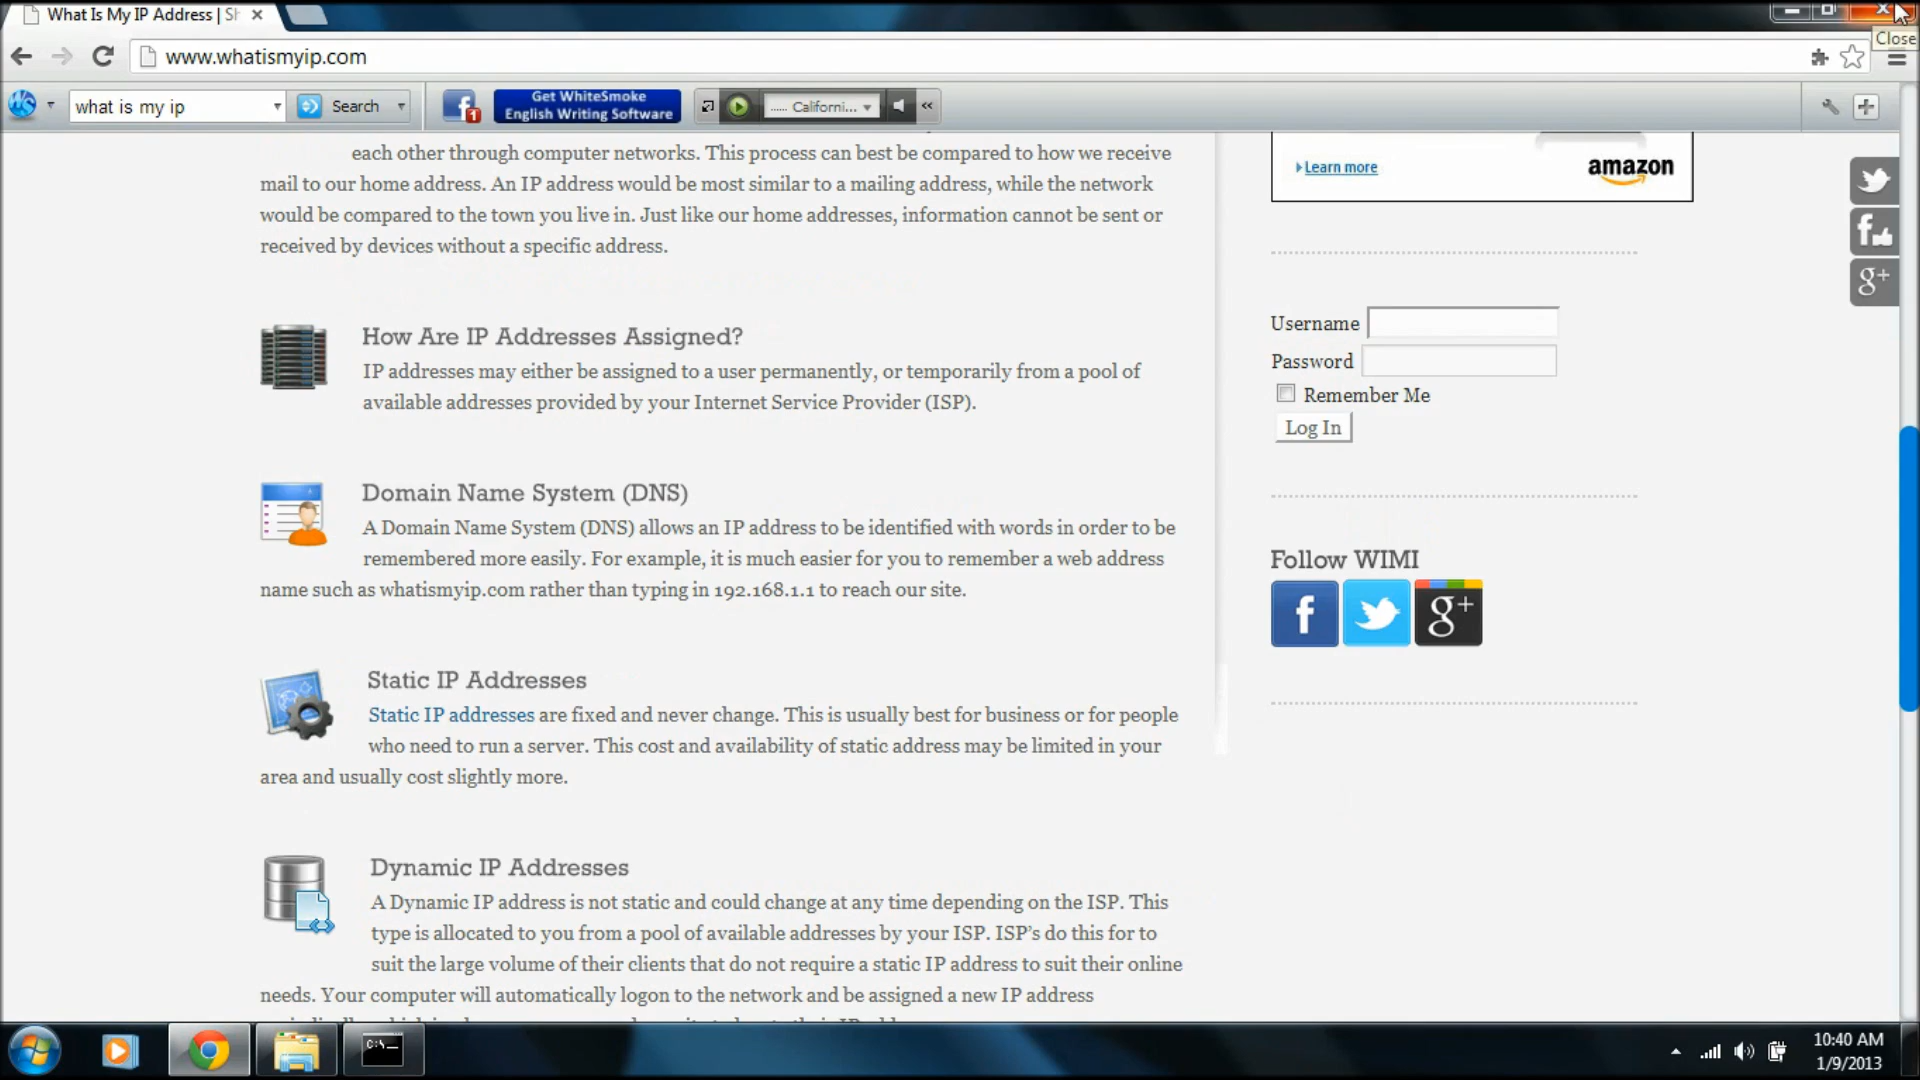 What Is My IP Address | Sh
Close
www.whatismyip.com
what is my ip
Search
1
Get WhiteSmoke
English Writing Software
..... Californi...
each other through computer networks. This process can best be compared to how we receive
mail to our home address. An IP address would be most similar to a mailing address, while the network
would be compared to the town you live in. Just like our home addresses, information cannot be sent or
received by devices without a specific address.
How Are IP Addresses Assigned?
IP addresses may either be assigned to a user permanently, or temporarily from a pool of
available addresses provided by your Internet Service Provider (ISP).
Domain Name System (DNS)
A Domain Name System (DNS) allows an IP address to be identified with words in order to be
remembered more easily. For example, it is much easier for you to remember a web address
name such as whatismyip.com rather than typing in 192.168.1.1 to reach our site.
Static IP Addresses
Static IP addresses are fixed and never change. This is usually best for business or for people
who need to run a server. This cost and availability of static address may be limited in your
area and usually cost slightly more.
Dynamic IP Addresses
A Dynamic IP address is not static and could change at any time depending on the ISP. This
type is allocated to you from a pool of available addresses by your ISP. ISP's do this for to
suit the large volume of their clients that do not require a static IP address to suit their online
needs. Your computer will automatically logon to the network and be assigned a new IP address
Learn more
amazon
Username
Password
Remember Me
Log In
Follow WIMI
f
g+
f
g+
C:\_
10:40 AM
1/9/2013